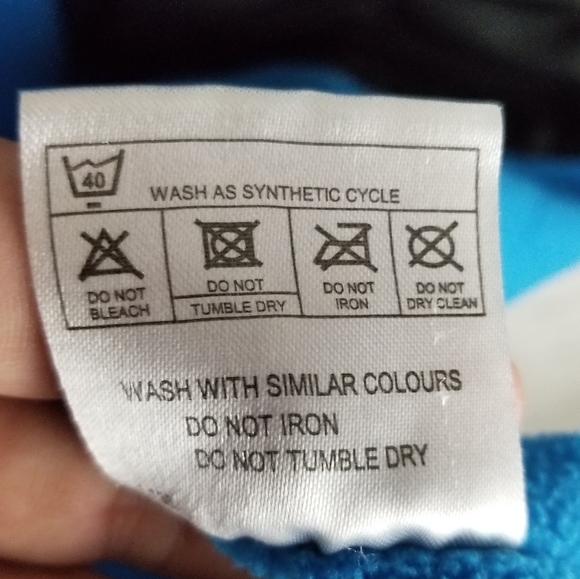 40
WASH AS SYNTHETIC CYCLE
DO NOT
BLEACH
DO NOT
TUMBLE DRY
DO NOT
IRON
DO NOT
DRY CLEAN
WASH WITH SIMILAR COLOURS
DO NOT IRON
DO NOT TUMBLE DRY